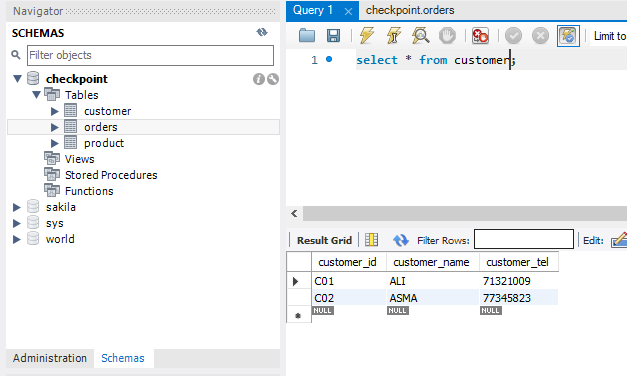 Navigator
SCHEMAS
Filter objects
checkpoint
Tables
customer
orders
product
Views
Stored Procedures
Functions
sakila
sys
world
Administration Schemas
Query 1 checkpoint.orders
Limit to
1 select * from customer;
Result Grid Filter Rows: Edit:
customer_id customer_name customer_tel
C01 ALI 71321009
C02 ASMA 77345823
NULL NULL NULL